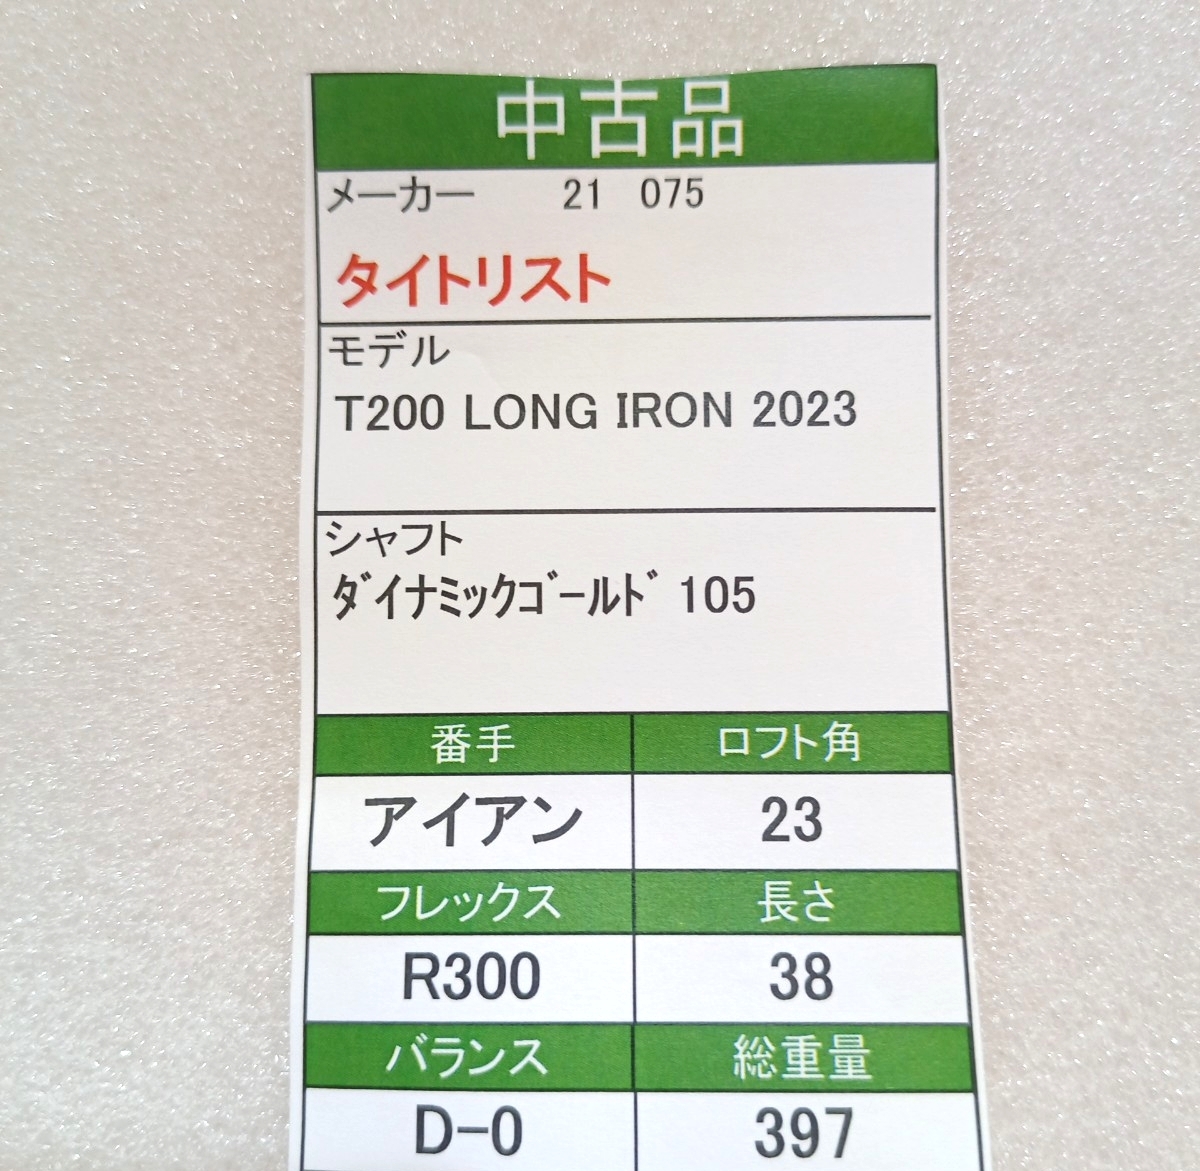 中古品
メーカー 21 075
タイトリスト
モデル
T200 LONG IRON 2023
シャフト
ﾀﾞｲﾅﾐｯｸｺﾞｰﾙﾄﾞ 105
番手 ロフト角
アイアン 23
フレックス 長さ
R300 38
バランス 総重量
D-0 397